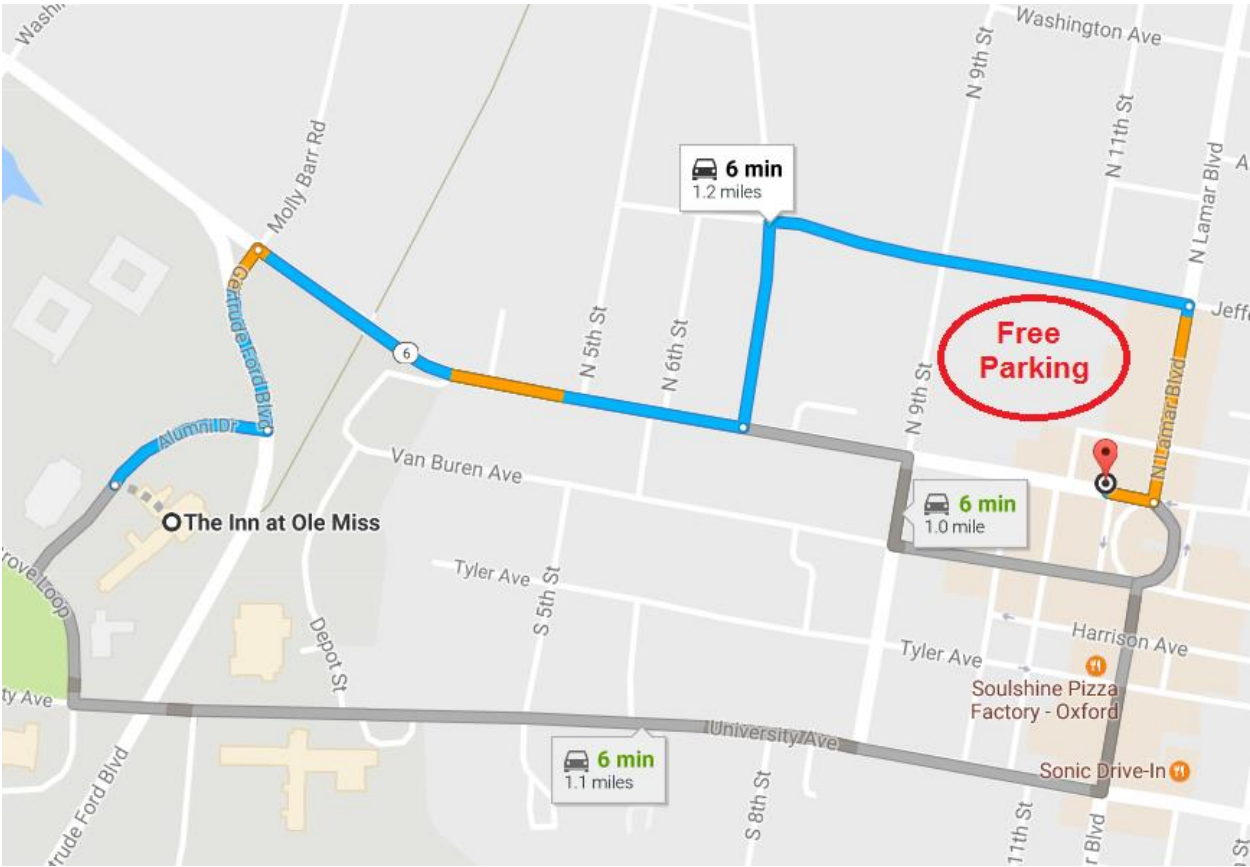 Washi
Washington Ave
N 9th St
N 11th St
N Lamar Blvd
A
Molly Barr Rd
6 min
1.2 miles
Gertrude Ford Blvd
Jeffe
Free
Parking
6
N 5th St
N 6th St
N 9th St
N Lamar Blvd
Alumni Dr
Van Buren Ave
The Inn at Ole Miss
6 min
1.0 mile
rove Loop
Tyler Ave
S 5th St
Depot St
Harrison Ave
Tyler Ave
Soulshine Pizza
Factory - Oxford
ty Ave
University Ave
6 min
1.1 miles
Sonic Drive-In
trude Ford Blvd
S 8th St
11th St
r Blvd
St